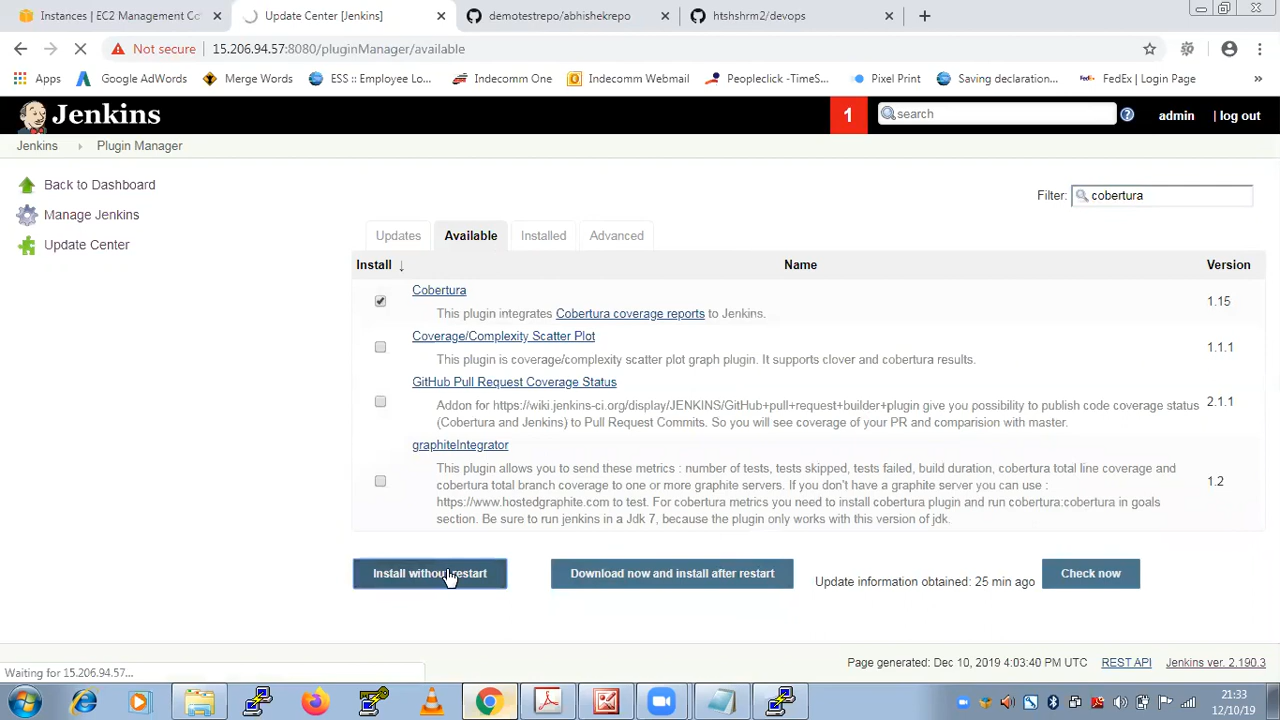 Instances | EC2 Management Co
Update Center [Jenkins]
demotestrepo/abhishekrepo
htshshrm2/devops
Not secure
15.206.94.57:8080/pluginManager/available
Apps
Google AdWords
Merge Words
ESS :: Employee Lo...
Indecomm One
Indecomm Webmail
Peopleclick -TimeS...
Pixel Print
Saving declaration...
FedEx | Login Page
»
Jenkins
1
search
admin
| log out
Jenkins
Plugin Manager
Back to Dashboard
Manage Jenkins
Update Center
Filter:
cobertura
Updates
Available
Installed
Advanced
Install ↓
Name
Version
Cobertura
This plugin integrates Cobertura coverage reports to Jenkins.
1.15
Coverage/Complexity Scatter Plot
This plugin is coverage/complexity scatter plot graph plugin. It supports clover and cobertura results.
1.1.1
GitHub Pull Request Coverage Status
Addon for https://wiki.jenkins-ci.org/display/JENKINS/GitHub+pull+request+builder+plugin give you possibility to publish code coverage status
(Cobertura and Jenkins) to Pull Request Commits. So you will see coverage of your PR and comparision with master.
2.1.1
graphiteIntegrator
This plugin allows you to send these metrics : number of tests, tests skipped, tests failed, build duration, cobertura total line coverage and
cobertura total branch coverage to one or more graphite servers. If you don't have a graphite server you can use :
https://www.hostedgraphite.com to test. For cobertura metrics you need to install cobertura plugin and run cobertura:cobertura in goals
section. Be sure to run jenkins in a Jdk 7, because the plugin only works with this version of jdk.
1.2
Install without restart
Download now and install after restart
Update information obtained: 25 min ago
Check now
Waiting for 15.206.94.57...
Page generated: Dec 10, 2019 4:03:40 PM UTC
REST API
Jenkins ver. 2.190.3
21:33
12/10/19